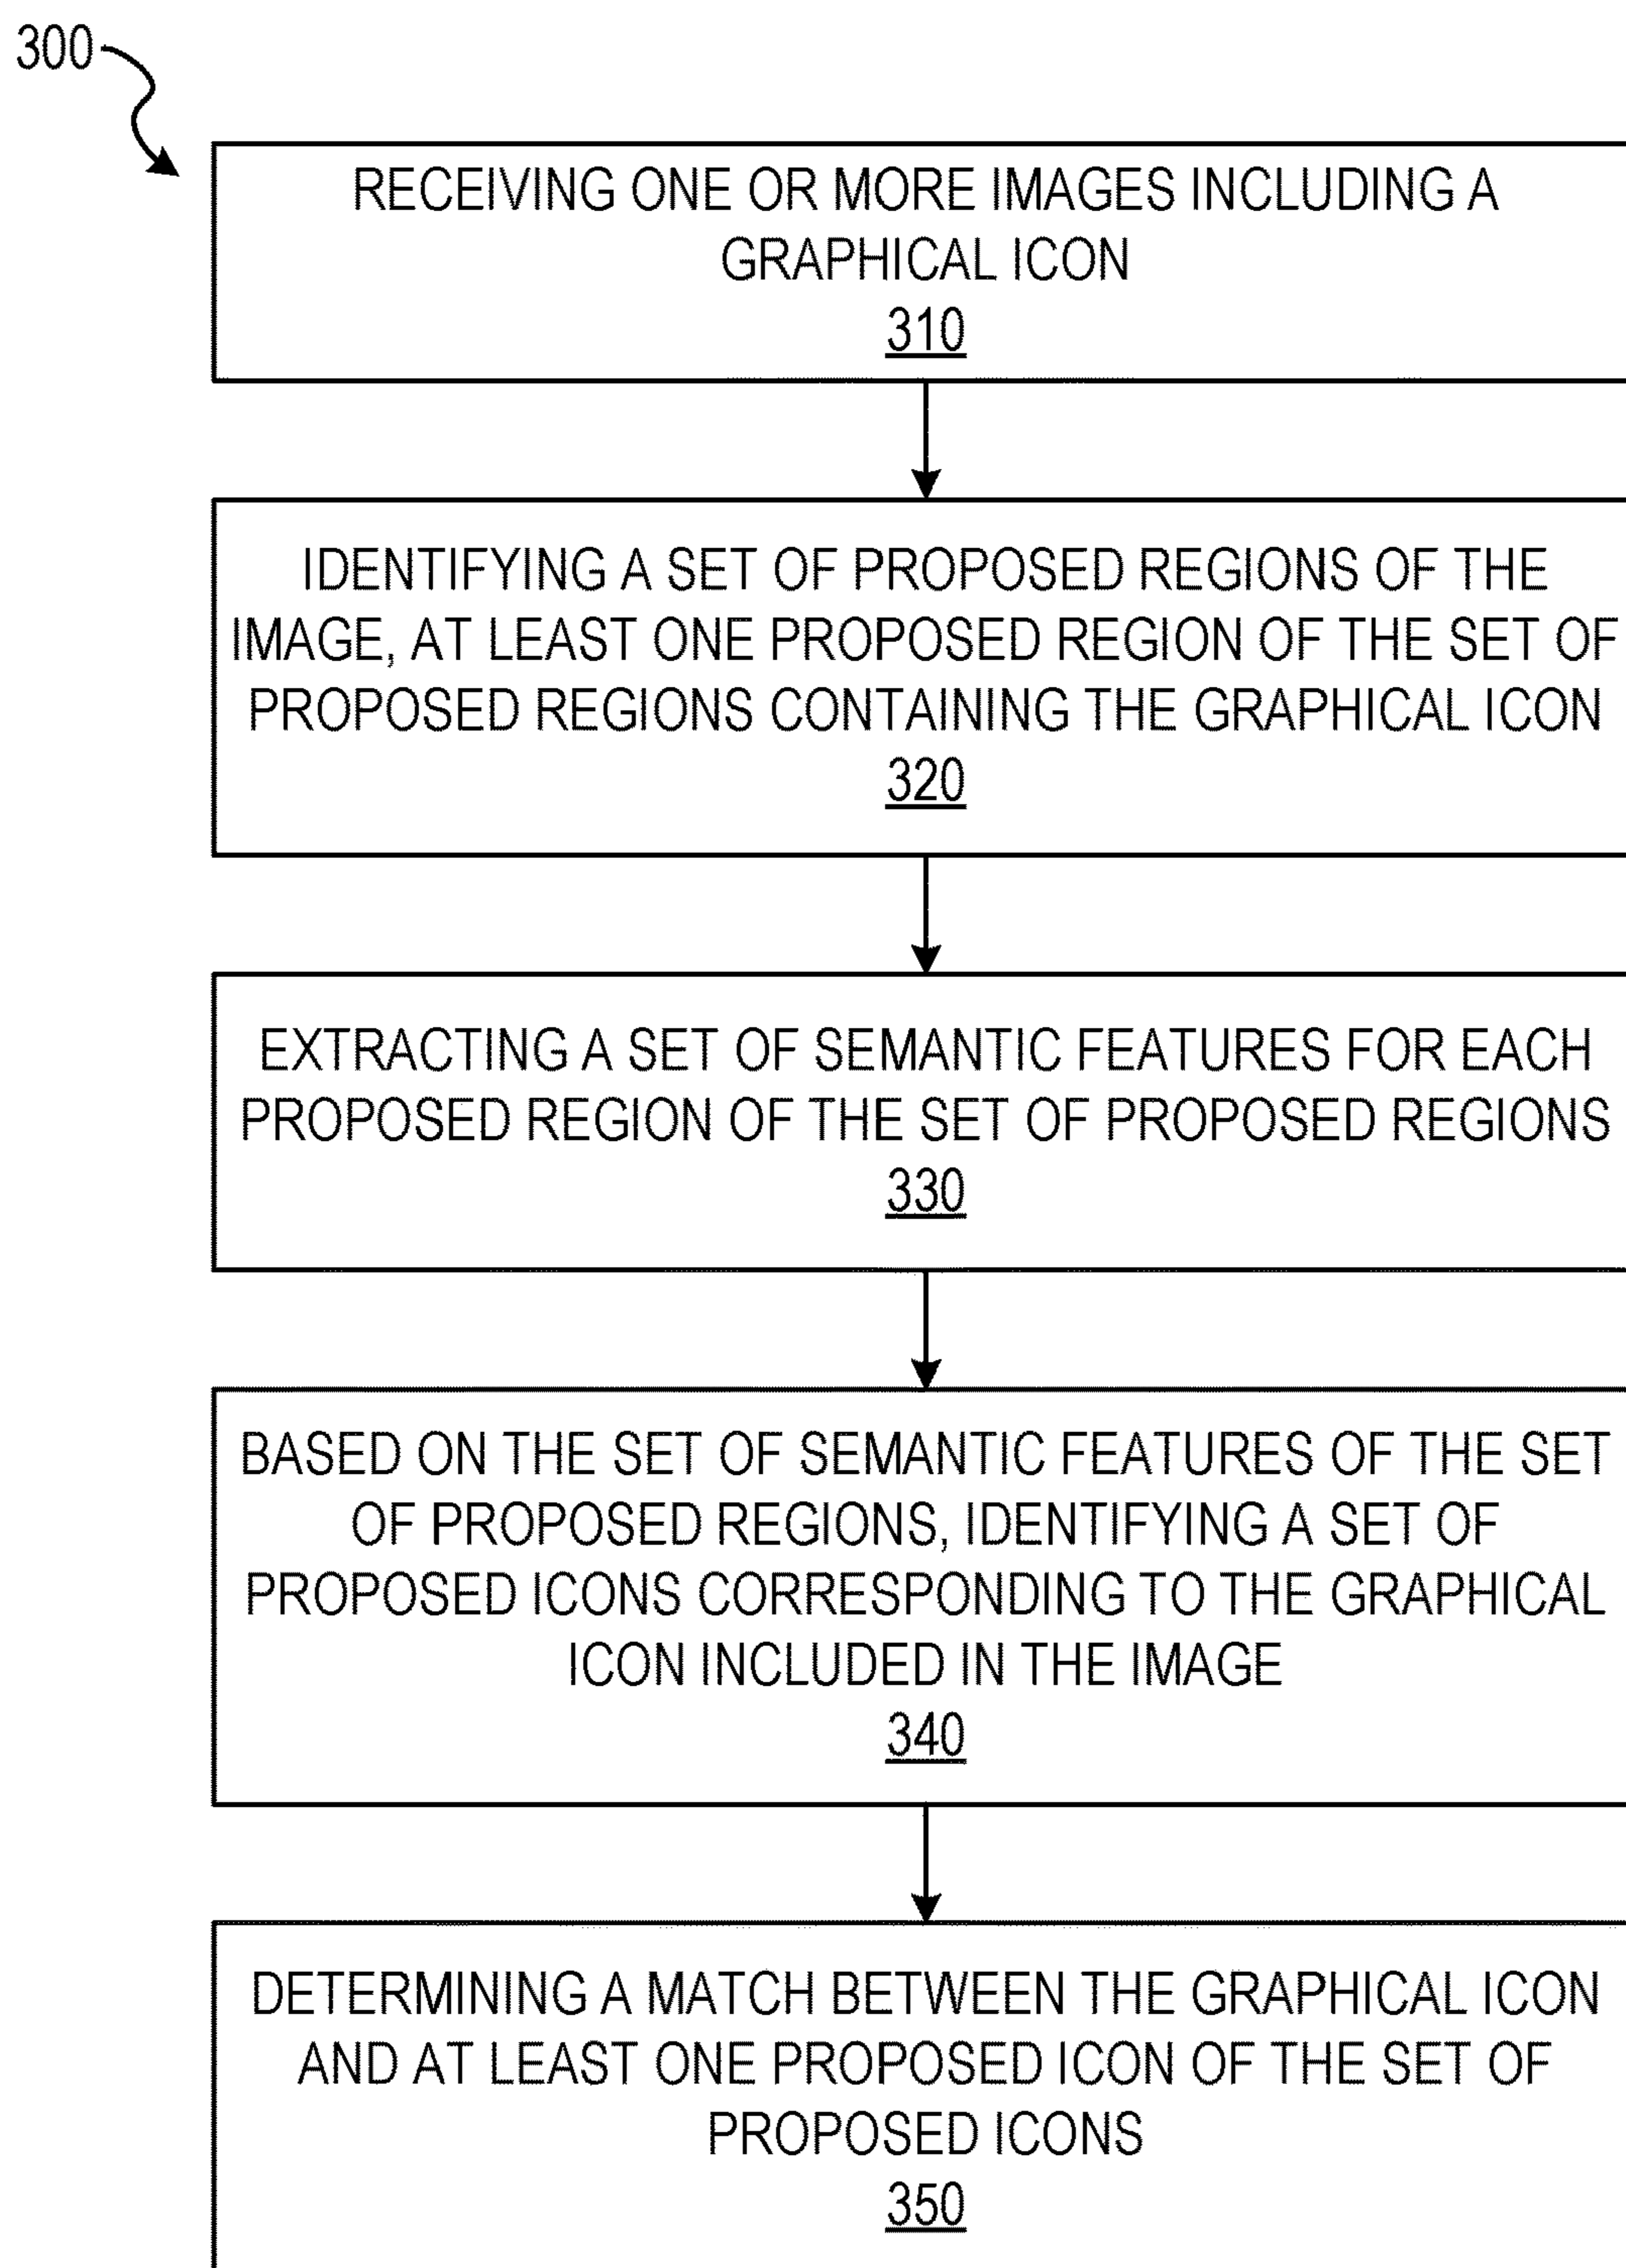 300
RECEIVING ONE OR MORE IMAGES INCLUDING A
GRAPHICAL ICON
310
IDENTIFYING A SET OF PROPOSED REGIONS OF THE
IMAGE, AT LEAST ONE PROPOSED REGION OF THE SET OF
PROPOSED REGIONS CONTAINING THE GRAPHICAL ICON
320
EXTRACTING A SET OF SEMANTIC FEATURES FOR EACH
PROPOSED REGION OF THE SET OF PROPOSED REGIONS
330
BASED ON THE SET OF SEMANTIC FEATURES OF THE SET
OF PROPOSED REGIONS, IDENTIFYING A SET OF
PROPOSED ICONS CORRESPONDING TO THE GRAPHICAL
ICON INCLUDED IN THE IMAGE
340
DETERMINING A MATCH BETWEEN THE GRAPHICAL ICON
AND AT LEAST ONE PROPOSED ICON OF THE SET OF
PROPOSED ICONS
350